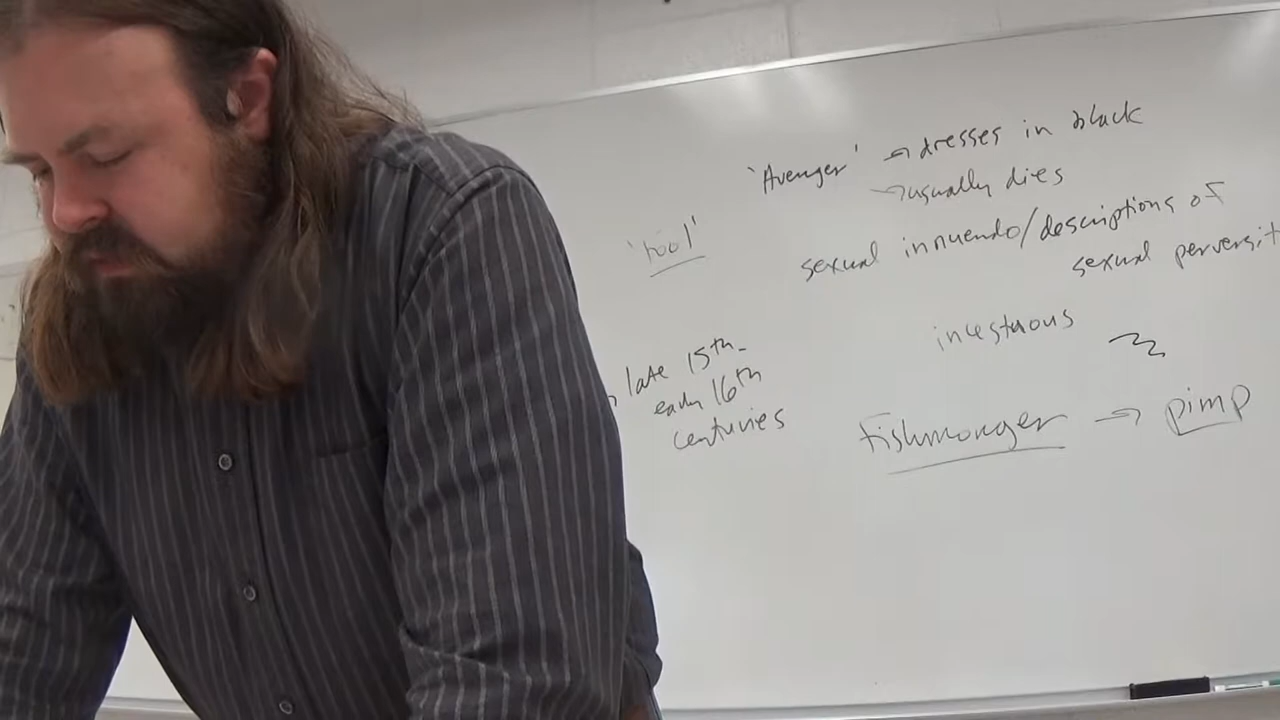 'Avenger' → dresses in black
→ usually dies
'tool'
sexual innuendo/descriptions of
sexual perversit
incestuous
late 15th-
early 16th
centuries
fishmonger → pimp